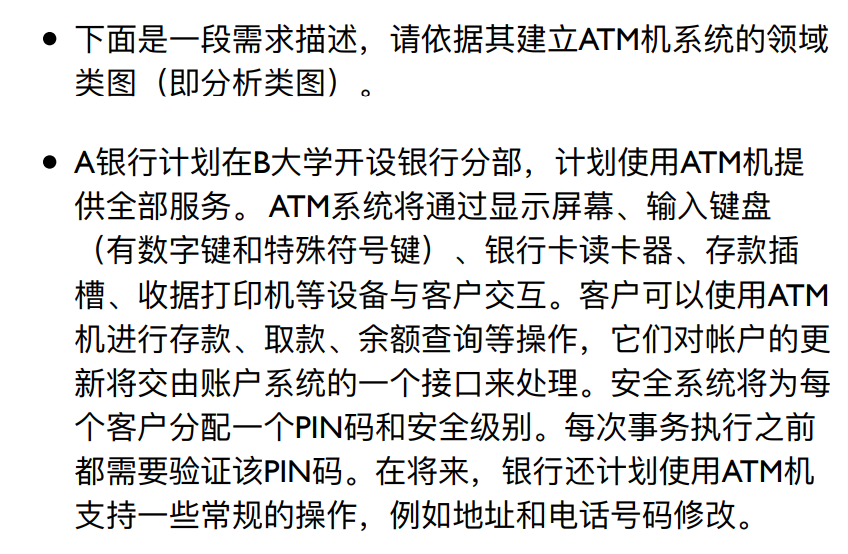 ● 下面是一段需求描述，请依据其建立ATM机系统的领域
类图（即分析类图）。
● A银行计划在B大学开设银行分部，计划使用ATM机提
供全部服务。ATM系统将通过显示屏幕、输入键盘
（有数字键和特殊符号键）、银行卡读卡器、存款插
槽、收据打印机等设备与客户交互。客户可以使用ATM
机进行存款、取款、余额查询等操作，它们对帐户的更
新将交由账户系统的一个接口来处理。安全系统将为每
个客户分配一个PIN码和安全级别。每次事务执行之前
都需要验证该PIN码。在将来，银行还计划使用ATM机
支持一些常规的操作，例如地址和电话号码修改。